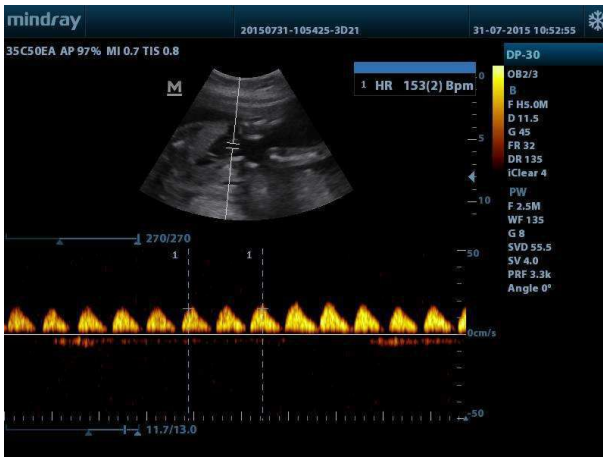 mindray
20150731-105425-3D21
31-07-2015 10:52:55
35C50EA AP 97% MI 0.7 TIS 0.8
DP-30
M
1 HR 153(2) Bpm
0
5
10
OB2/3
B
F H5.0M
D 11.5
G 45
FR 32
DR 135
iClear 4
PW
F 2.5M
WF 135
G 8
SVD 55.5
SV 4.0
PRF 3.3k
Angle 0°
270/270
1
1
50
0cm/s
-50
11.7/13.0